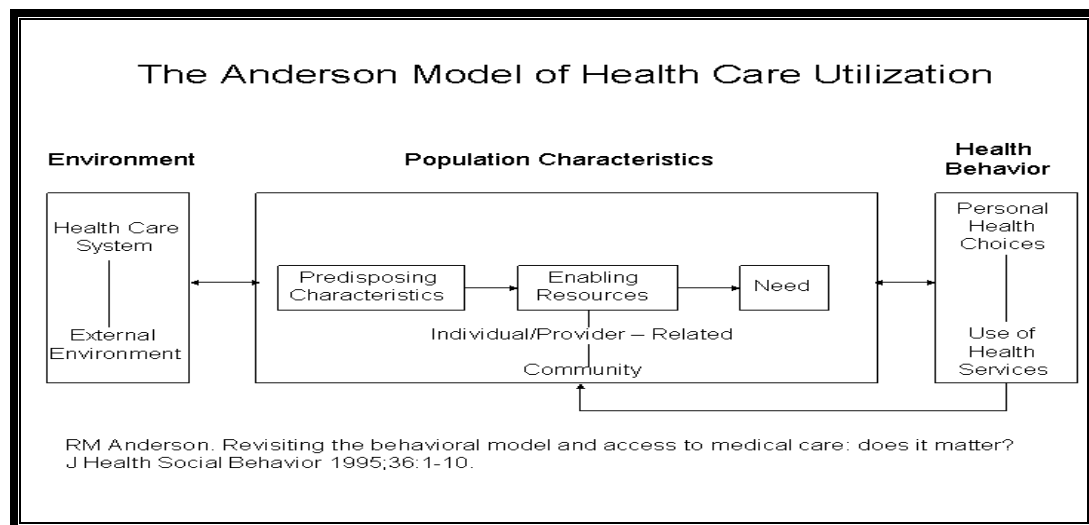 The Anderson Model of Health Care Utilization
Environment
Population Characteristics
Health
Behavior
Health Care
System
External
Environment
Predisposing
Characteristics
Enabling
Resources
Need
Individual/Provider – Related
Community
Personal
Health
Choices
Use of
Health
Services
RM Anderson. Revisiting the behavioral model and access to medical care: does it matter?
J Health Social Behavior 1995;36:1-10.